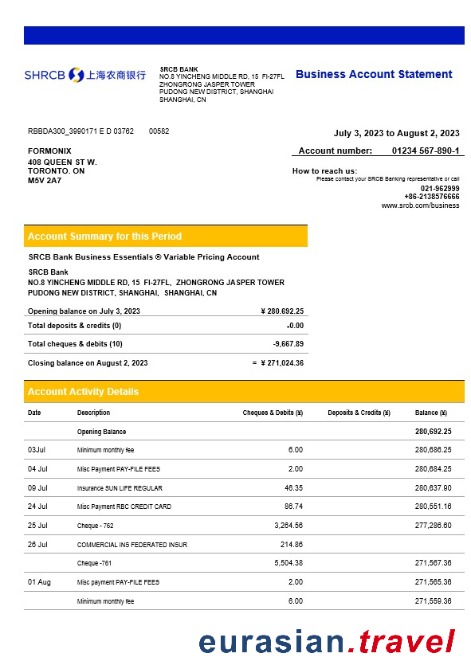 SHRCB 上海农商银行
SRCB BANK
NO.8 YINCHENG MIDDLE RD, 15 FI-27FL
ZHONGRONG JASPER TOWER
PUDONG NEW DISTRICT, SHANGHAI
SHANGHAI, CN
Business Account Statement
RBBDA300_3990171 E D 03762 00582
July 3, 2023 to August 2, 2023
Account number: 01234 567-890-1
FORMONIX
408 QUEEN ST W.
TORONTO. ON
M5V 2A7
How to reach us:
Please contact your SRCB Banking representative or call
021-962999
+86-2138576666
www.srcb.com/business
Account Summary for this Period
SRCB Bank Business Essentials ® Variable Pricing Account
SRCB Bank
NO.8 YINCHENG MIDDLE RD, 15 FI-27FL, ZHONGRONG JASPER TOWER
PUDONG NEW DISTRICT, SHANGHAI, SHANGHAI, CN
Opening balance on July 3, 2023 ¥ 280.692.25
Total deposits & credits (0) -0.00
Total cheques & debits (10) -9,667.89
Closing balance on August 2, 2023 = ¥ 271,024.36
Account Activity Details
Date Description Cheques & Debits (¥) Deposits & Credits (¥) Balance (¥)
Opening Balance 280,692.25
03Jul Minimum monthly fee 6.00 280,686.25
04 Jul Misc Payment PAY-FILE FEES 2.00 280,684.25
09 Jul Insurance SUN LIFE REGULAR 46.35 280,637.90
24 Jul Misc Payment RBC CREDIT CARD 86.74 280,551.16
25 Jul Cheque - 752 3,264.56 277,286.60
26 Jul COMMERCIAL INS FEDERATED INSUR 214.86
Cheque -761 5,504.38 271,567.36
01 Aug Misc payment PAY-FILE FEES 2.00 271,565.36
Minimum monthly fee 6.00 271,559.36
eurasian.travel